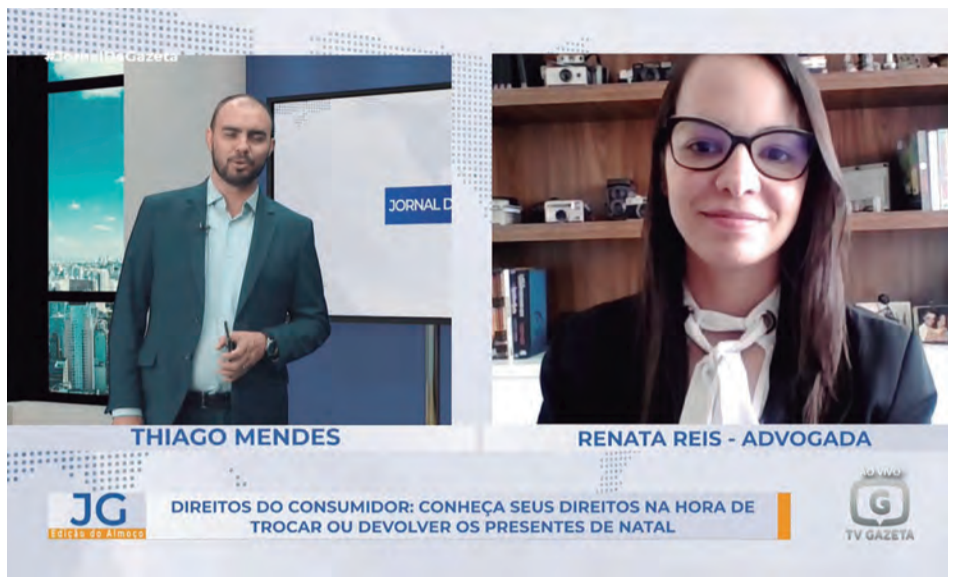 #JornalDaGazeta
JORNAL D
THIAGO MENDES
RENATA REIS - ADVOGADA
JG
Edição do Almoço
DIREITOS DO CONSUMIDOR: CONHEÇA SEUS DIREITOS NA HORA DE
TROCAR OU DEVOLVER OS PRESENTES DE NATAL
AO VIVO
G
TV GAZETA